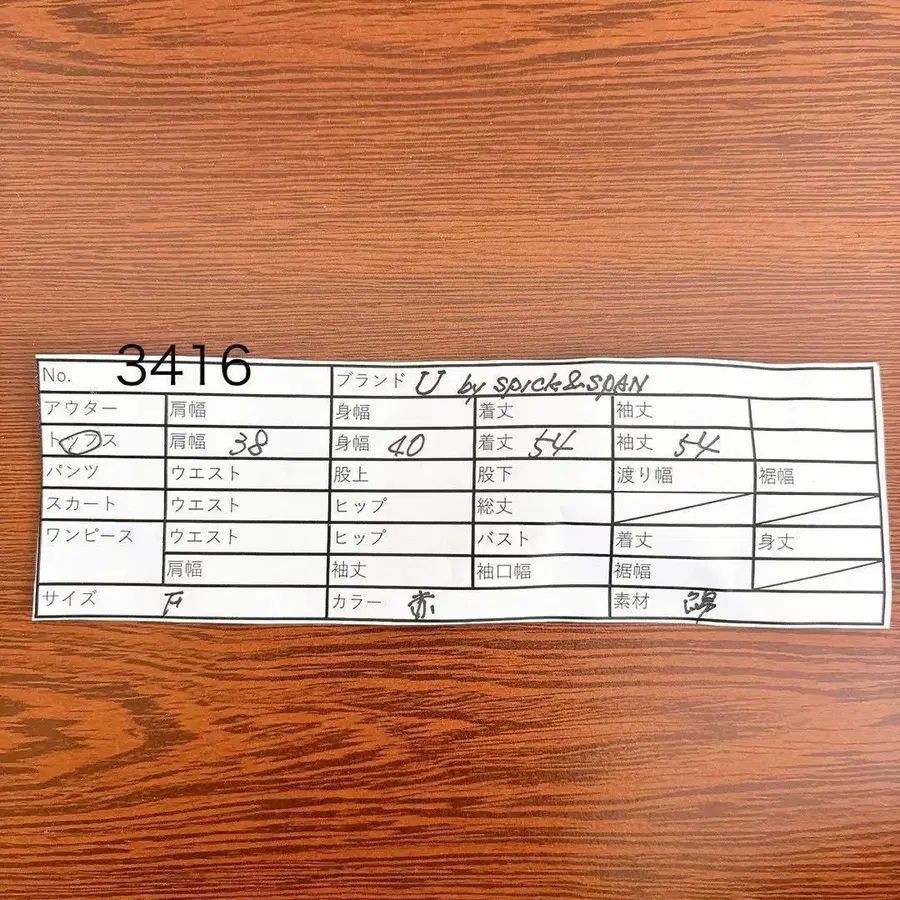 No. 3416 ブランド U by SPICK&SPAN
アウター 肩幅 身幅 着丈 袖丈
トップス 肩幅 38 身幅 40 着丈 54 袖丈 54
パンツ ウエスト 股上 股下 渡り幅 裾幅
スカート ウエスト ヒップ 総丈
ワンピース ウエスト ヒップ バスト 着丈 身丈
肩幅 袖丈 袖口幅 裾幅
サイズ F カラー 赤 素材 綿